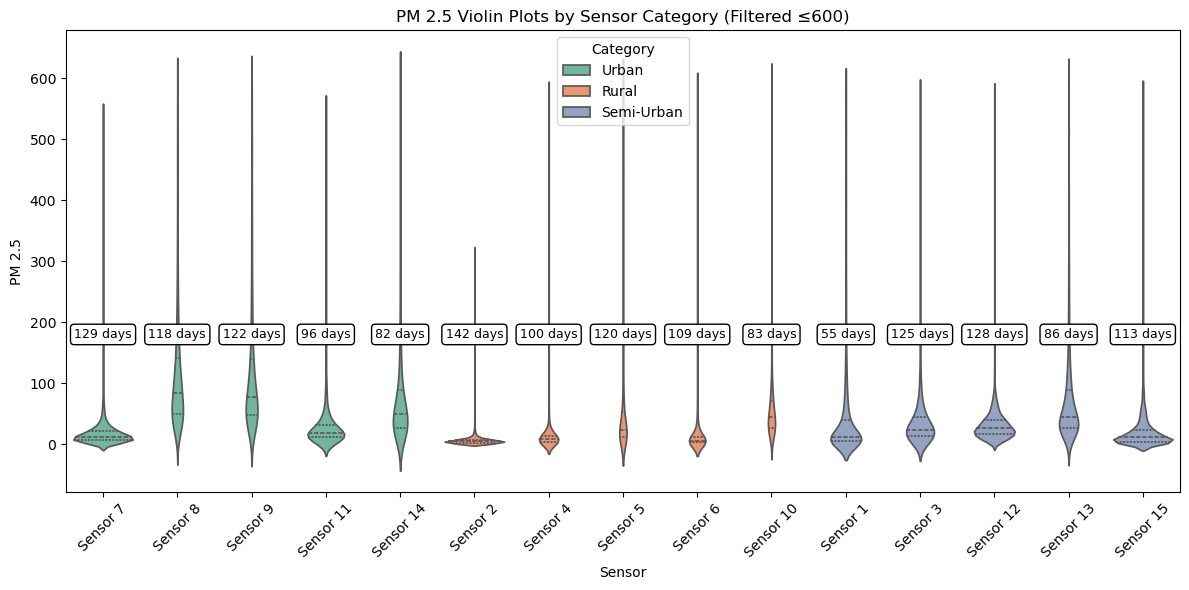 PM 2.5 Violin Plots by Sensor Category (Filtered ≤600)
Category
Urban
Rural
Semi-Urban
PM 2.5
600
500
400
300
200
100
0
129 days
118 days
122 days
96 days
82 days
142 days
100 days
120 days
109 days
83 days
55 days
125 days
128 days
86 days
113 days
Sensor 7
Sensor 8
Sensor 9
Sensor 11
Sensor 14
Sensor 2
Sensor 4
Sensor 5
Sensor 6
Sensor 10
Sensor 1
Sensor 3
Sensor 12
Sensor 13
Sensor 15
Sensor